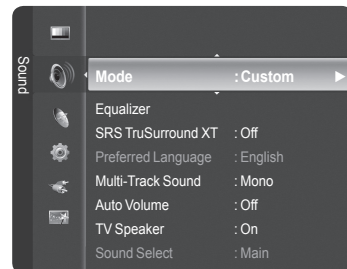 Sound
Mode : Custom
Equalizer
SRS TruSurround XT : Off
Preferred Language : English
Multi-Track Sound : Mono
Auto Volume : Off
TV Speaker : On
Sound Select : Main